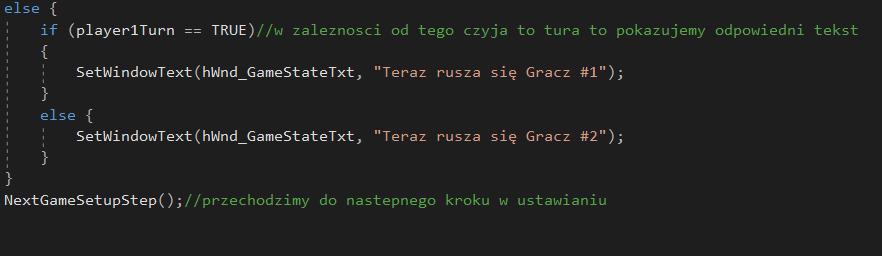 else {
if (player1Turn == TRUE)//w zaleznosci od tego czyja to tura to pokazujemy odpowiedni tekst
{
SetWindowText(hWnd_GameStateTxt, "Teraz rusza się Gracz #1");
}
else {
SetWindowText(hWnd_GameStateTxt, "Teraz rusza się Gracz #2");
}
}
NextGameSetupStep();//przechodzimy do nastepnego kroku w ustawianiu